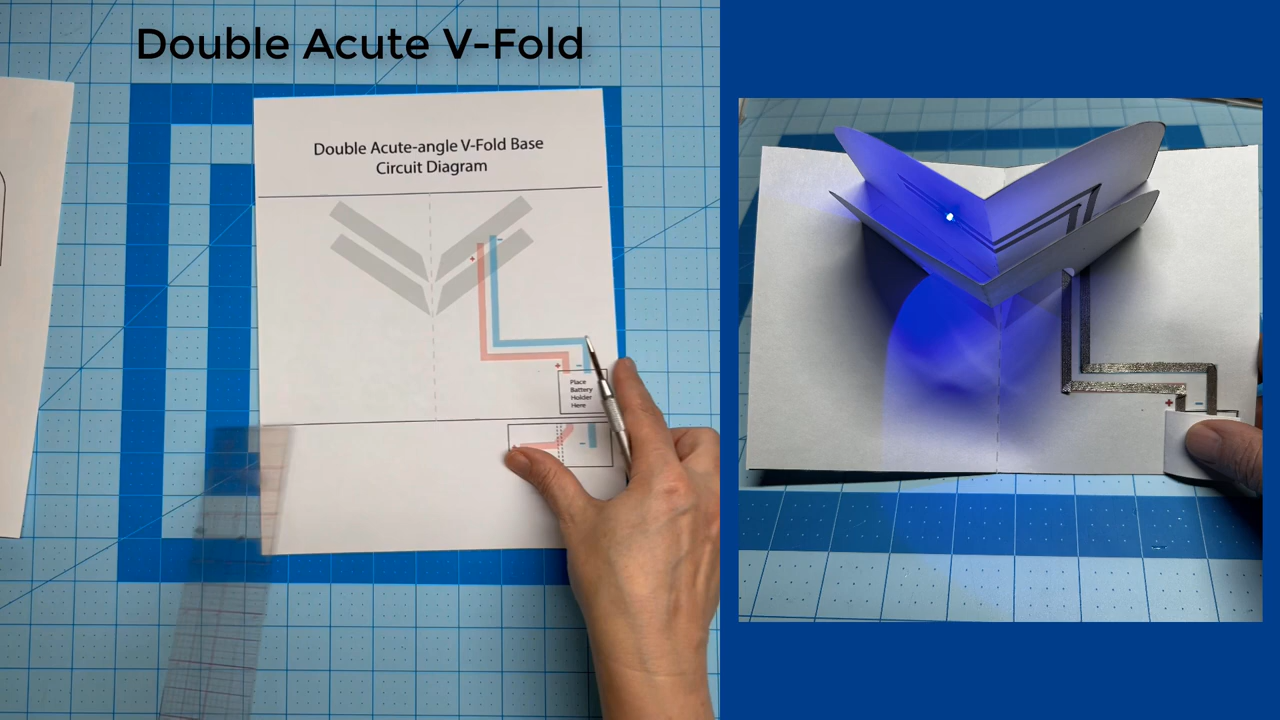 Double Acute V-Fold
Double Acute-angle V-Fold Base
Circuit Diagram
+
-
+ -
Place
Battery
Holder
Here
-
+ -